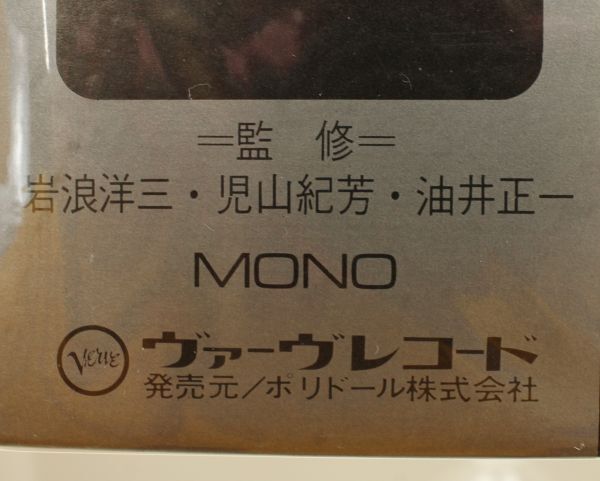 =監 修=
岩浪洋三・児山紀芳・油井正一
MONO
Verve ヴァーヴレコード
発売元/ポリドール株式会社